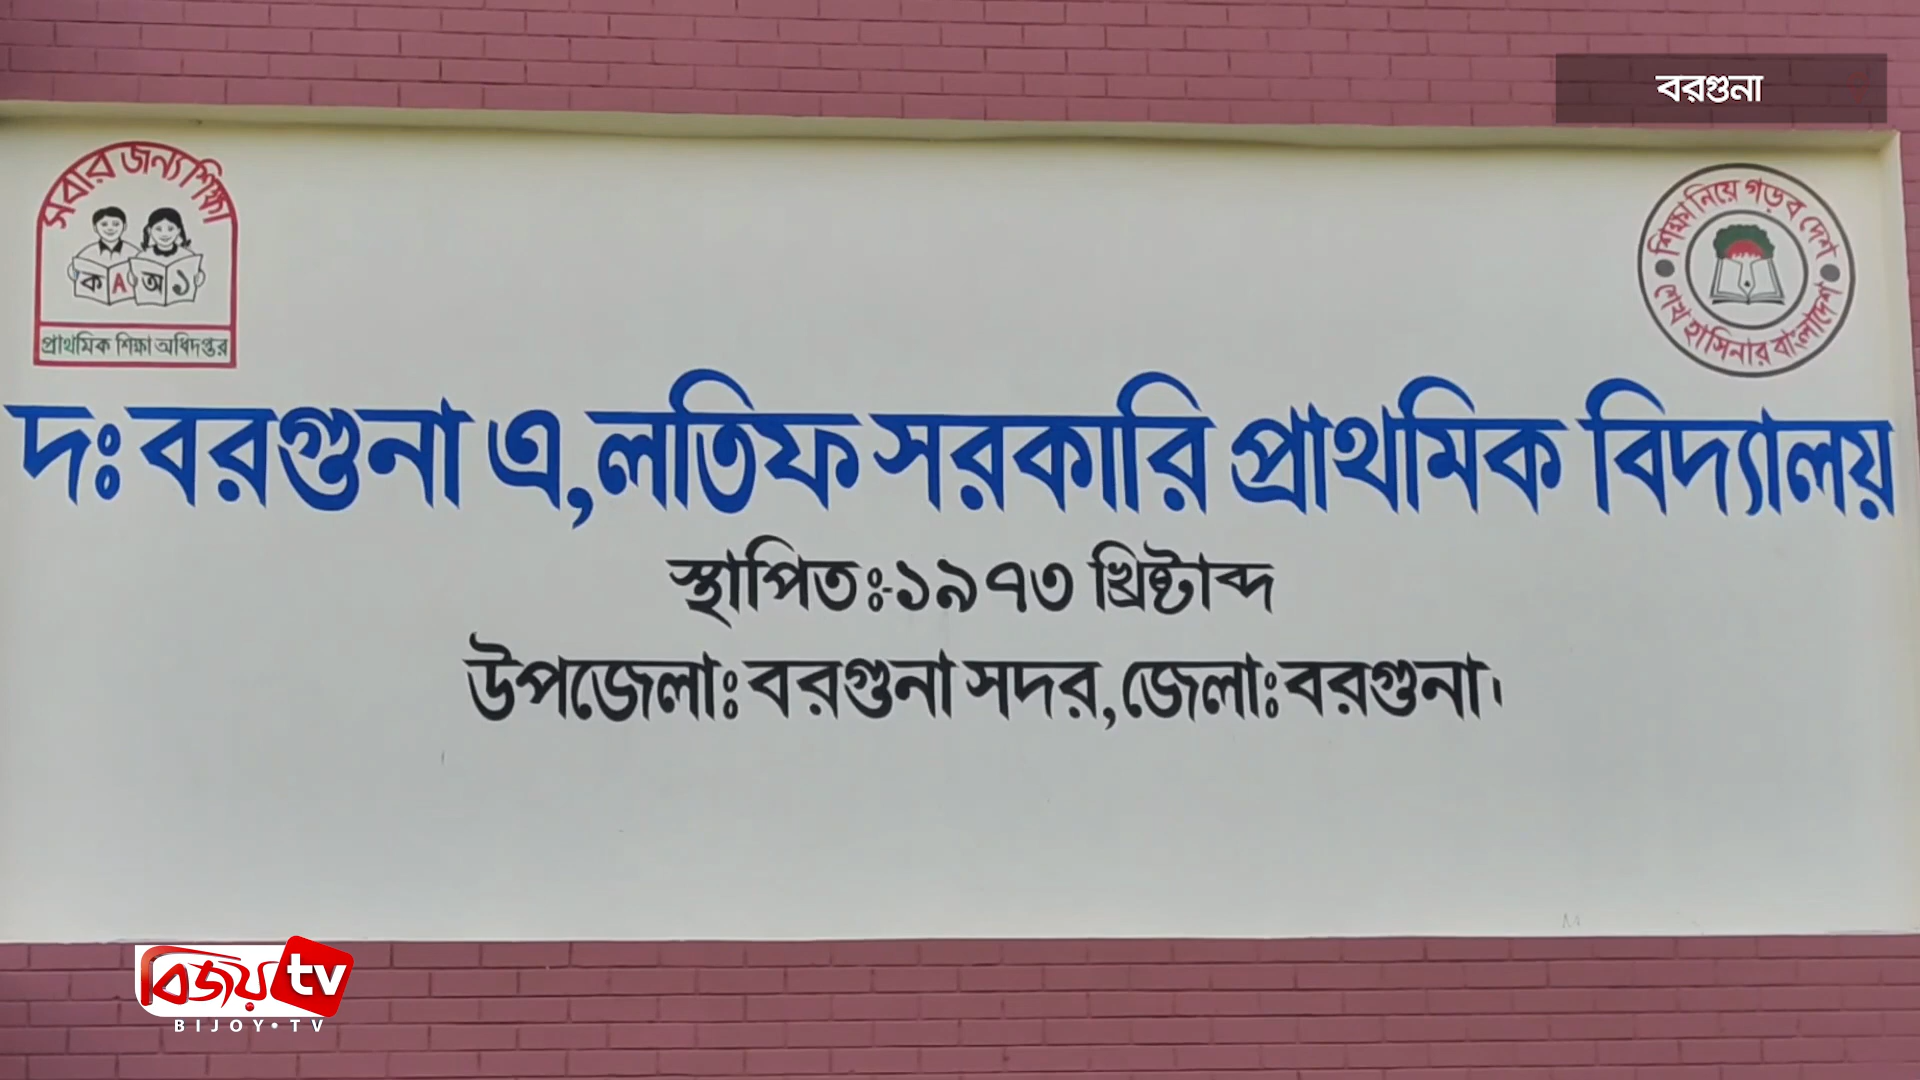 বরগুনা
সবার জন্য শিক্ষা
ক A অ ১
প্রাথমিক শিক্ষা অধিদপ্তর
শিক্ষা নিয়ে গড়ব দেশ
শেখ হাসিনার বাংলাদেশ
দঃ বরগুনা এ, লতিফ সরকারি প্রাথমিক বিদ্যালয়
স্থাপিতঃ-১৯৭৩ খ্রিষ্টাব্দ
উপজেলাঃ বরগুনা সদর, জেলাঃ বরগুনা।
বিজয় tv
BIJOY•TV